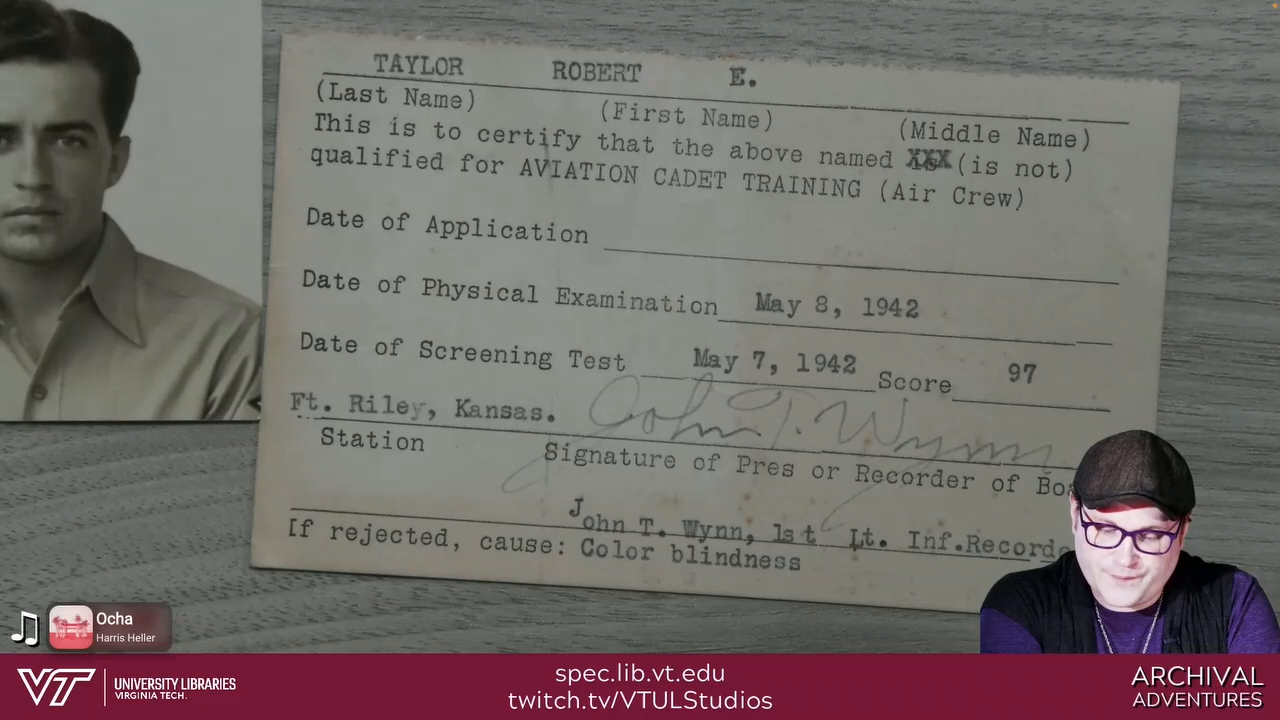 TAYLOR ROBERT E.
(Last Name) (First Name) (Middle Name)
This is to certify that the above named XXX (is not)
qualified for AVIATION CADET TRAINING (Air Crew)
Date of Application
Date of Physical Examination May 8, 1942
Date of Screening Test May 7, 1942 Score 97
Ft. Riley, Kansas. John T. Wynn
Station Signature of Pres or Recorder of
John T. Wynn, 1st Lt. Inf.
If rejected, cause: Color blindness
Ocha
Harris Heller
VT UNIVERSITY LIBRARIES
VIRGINIA TECH.
spec.lib.vt.edu
twitch.tv/VTULStudios
ARCHIVAL
ADVENTURES